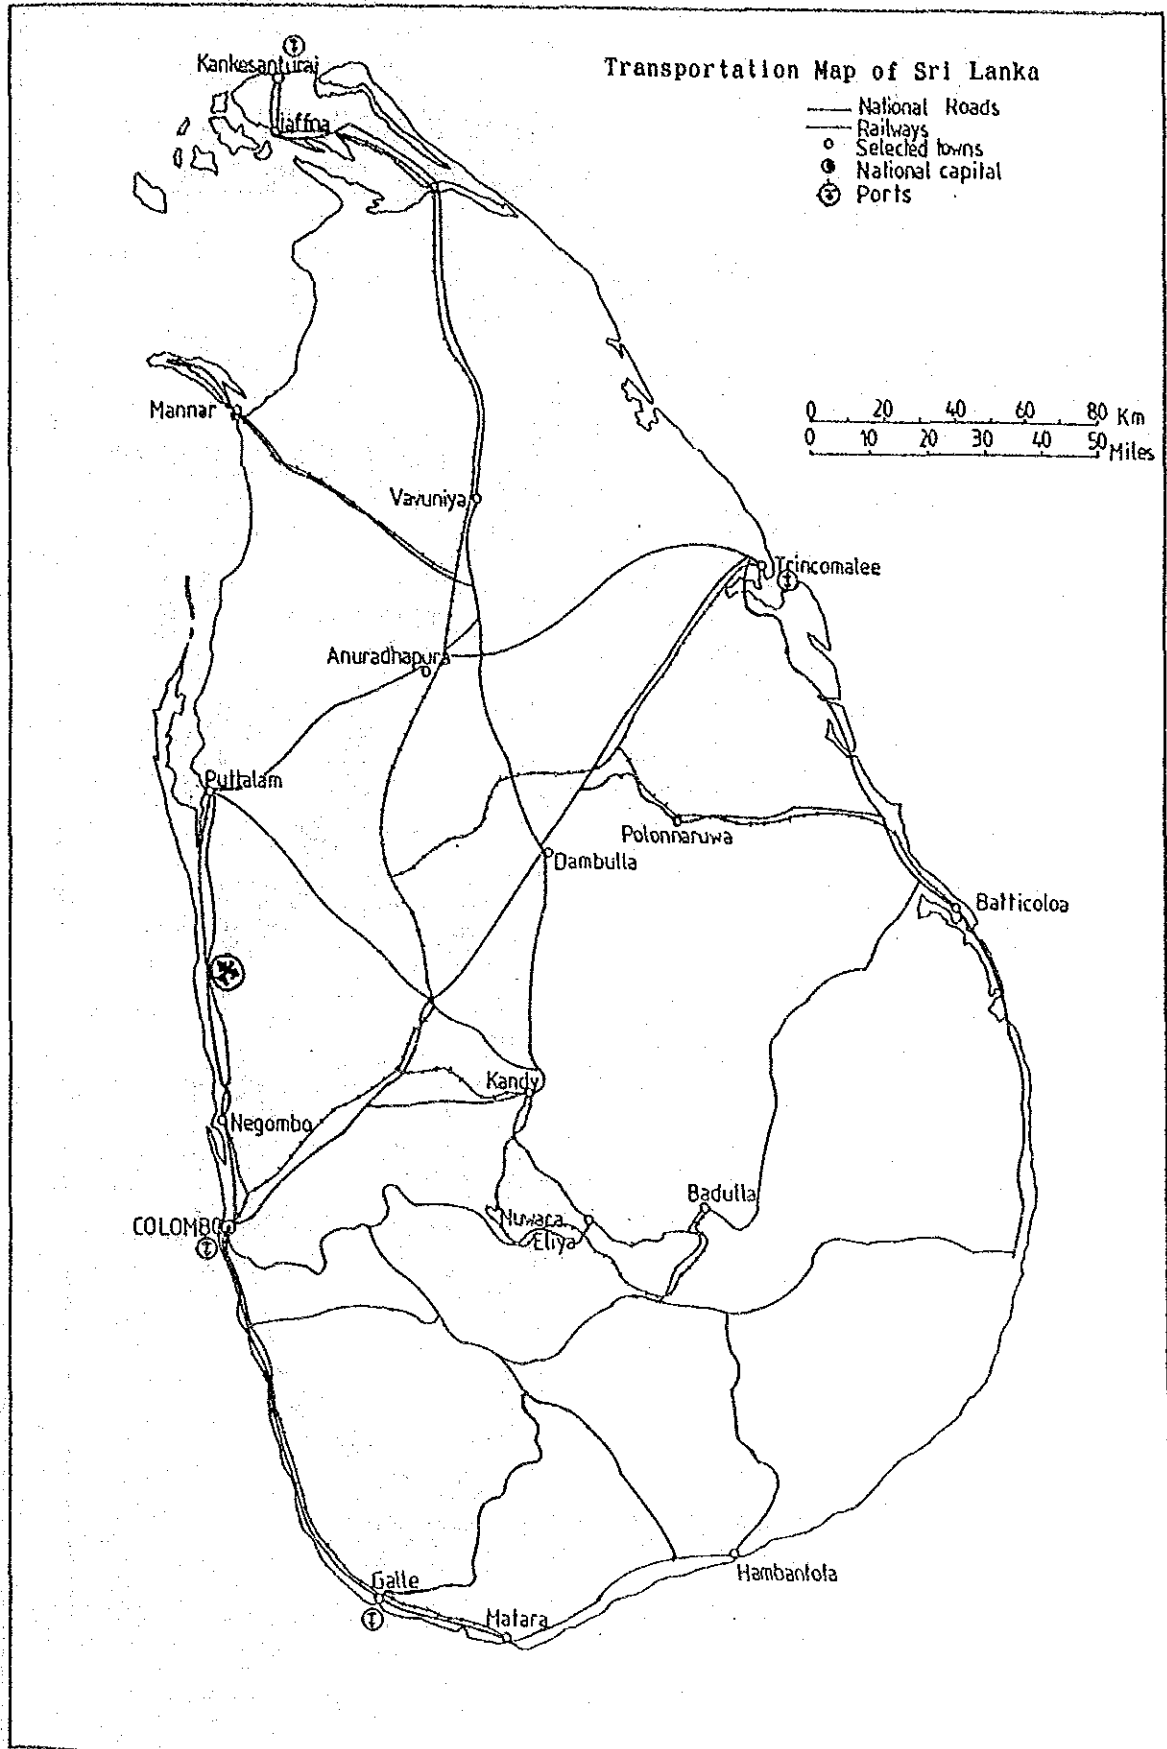 Transportation Map of Sri Lanka
National Roads
Railways
Selected towns
National capital
Ports
Kankesanturai
Jaffna
Mannar
0 20 40 60 80 Km
0 10 20 30 40 50 Miles
Vavuniya
Trincomalee
Anuradhapura
Puttalam
Polonnaruwa
Dambulla
Batticoloa
Kandy
Negombo
Badulla
COLOMBO
Nuwara
Eliya
Galle
Matara
Hambantota